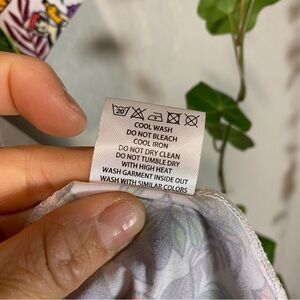 20
COOL WASH
DO NOT BLEACH
COOL IRON
DO NOT DRY CLEAN
DO NOT TUMBLE DRY
WITH HIGH HEAT
WASH GARMENT INSIDE OUT
WASH WITH SIMILAR COLORS